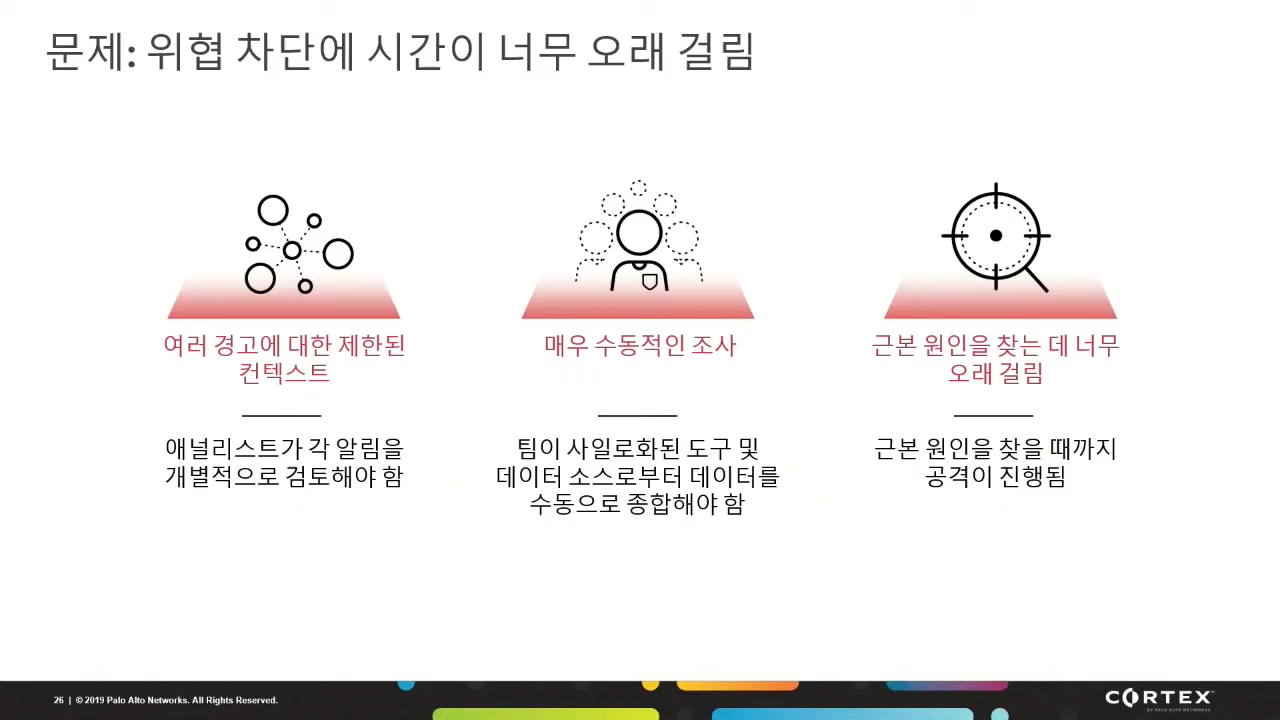 문제: 위협 차단에 시간이 너무 오래 걸림
여러 경고에 대한 제한된
컨텍스트
애널리스트가 각 알림을
개별적으로 검토해야 함
매우 수동적인 조사
팀이 사일로화된 도구 및
데이터 소스로부터 데이터를
수동으로 종합해야 함
근본 원인을 찾는 데 너무
오래 걸림
근본 원인을 찾을 때까지
공격이 진행됨
26 | © 2019 Palo Alto Networks. All Rights Reserved.
CORTEX™
BY PALO ALTO NETWORKS